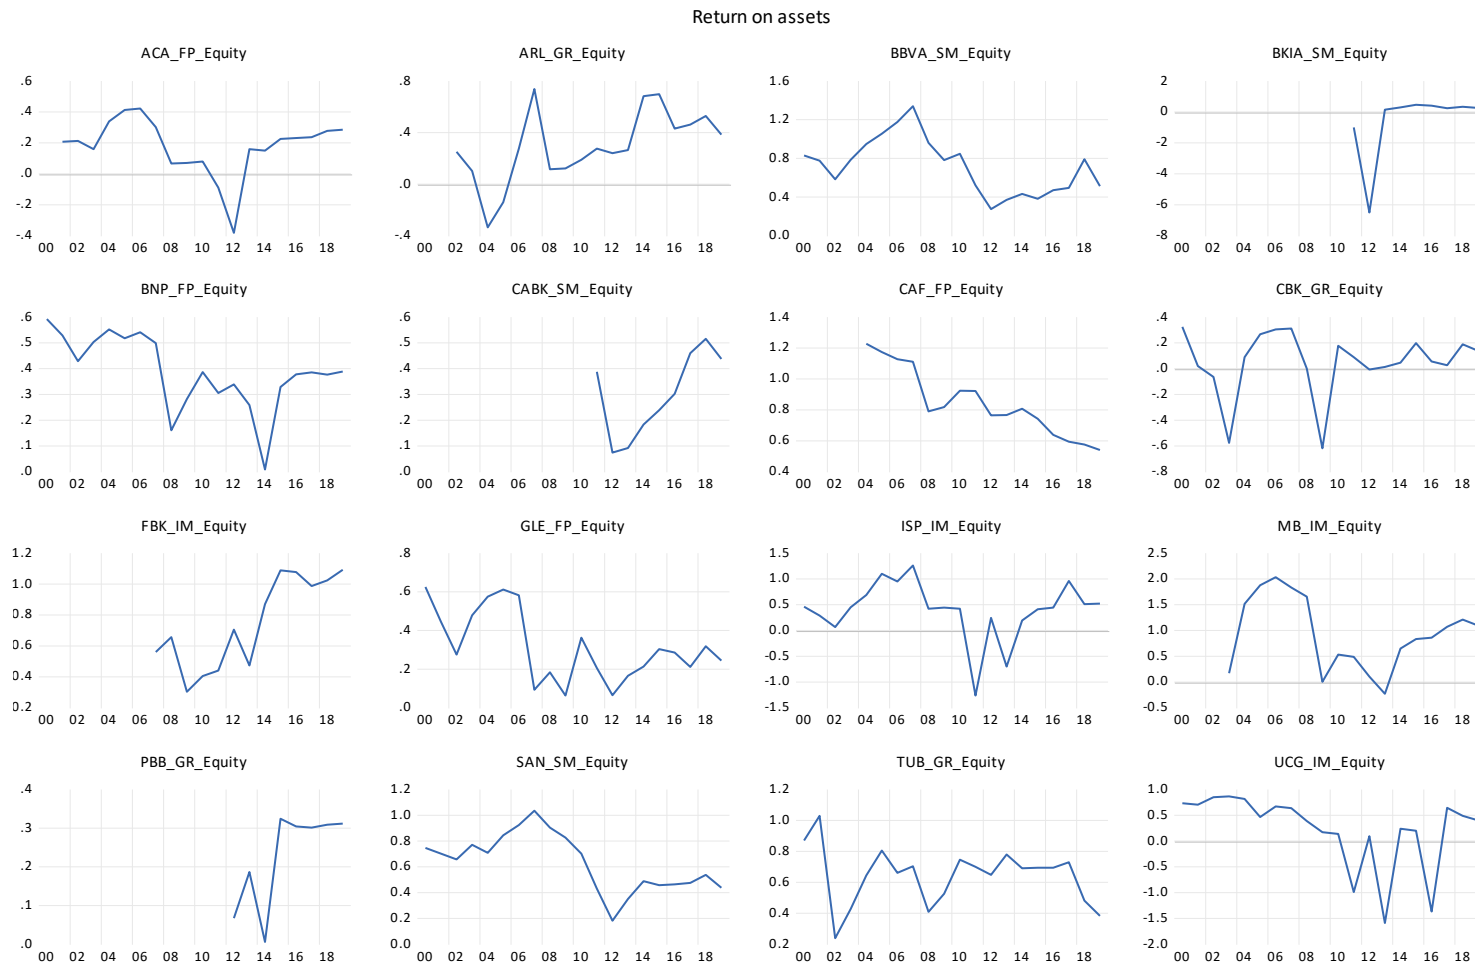 Return on assets
ACA_FP_Equity
.6
.4
.2
.0
-.2
-.4
00 02 04 06 08 10 12 14 16 18
ARL_GR_Equity
.8
.4
.0
-.4
00 02 04 06 08 10 12 14 16 18
BBVA_SM_Equity
1.6
1.2
0.8
0.4
0.0
00 02 04 06 08 10 12 14 16 18
BKIA_SM_Equity
2
0
-2
-4
-6
-8
00 02 04 06 08 10 12 14 16 18
BNP_FP_Equity
.6
.5
.4
.3
.2
.1
.0
00 02 04 06 08 10 12 14 16 18
CABK_SM_Equity
.6
.5
.4
.3
.2
.1
.0
00 02 04 06 08 10 12 14 16 18
CAF_FP_Equity
1.4
1.2
1.0
0.8
0.6
0.4
00 02 04 06 08 10 12 14 16 18
CBK_GR_Equity
.4
.2
.0
-.2
-.4
-.6
-.8
00 02 04 06 08 10 12 14 16 18
FBK_IM_Equity
1.2
1.0
0.8
0.6
0.4
0.2
00 02 04 06 08 10 12 14 16 18
GLE_FP_Equity
.8
.6
.4
.2
.0
00 02 04 06 08 10 12 14 16 18
ISP_IM_Equity
1.5
1.0
0.5
0.0
-0.5
-1.0
-1.5
00 02 04 06 08 10 12 14 16 18
MB_IM_Equity
2.5
2.0
1.5
1.0
0.5
0.0
-0.5
00 02 04 06 08 10 12 14 16 18
PBB_GR_Equity
.4
.3
.2
.1
.0
00 02 04 06 08 10 12 14 16 18
SAN_SM_Equity
1.2
1.0
0.8
0.6
0.4
0.2
0.0
00 02 04 06 08 10 12 14 16 18
TUB_GR_Equity
1.2
1.0
0.8
0.6
0.4
0.2
00 02 04 06 08 10 12 14 16 18
UCG_IM_Equity
1.0
0.5
0.0
-0.5
-1.0
-1.5
-2.0
00 02 04 06 08 10 12 14 16 18